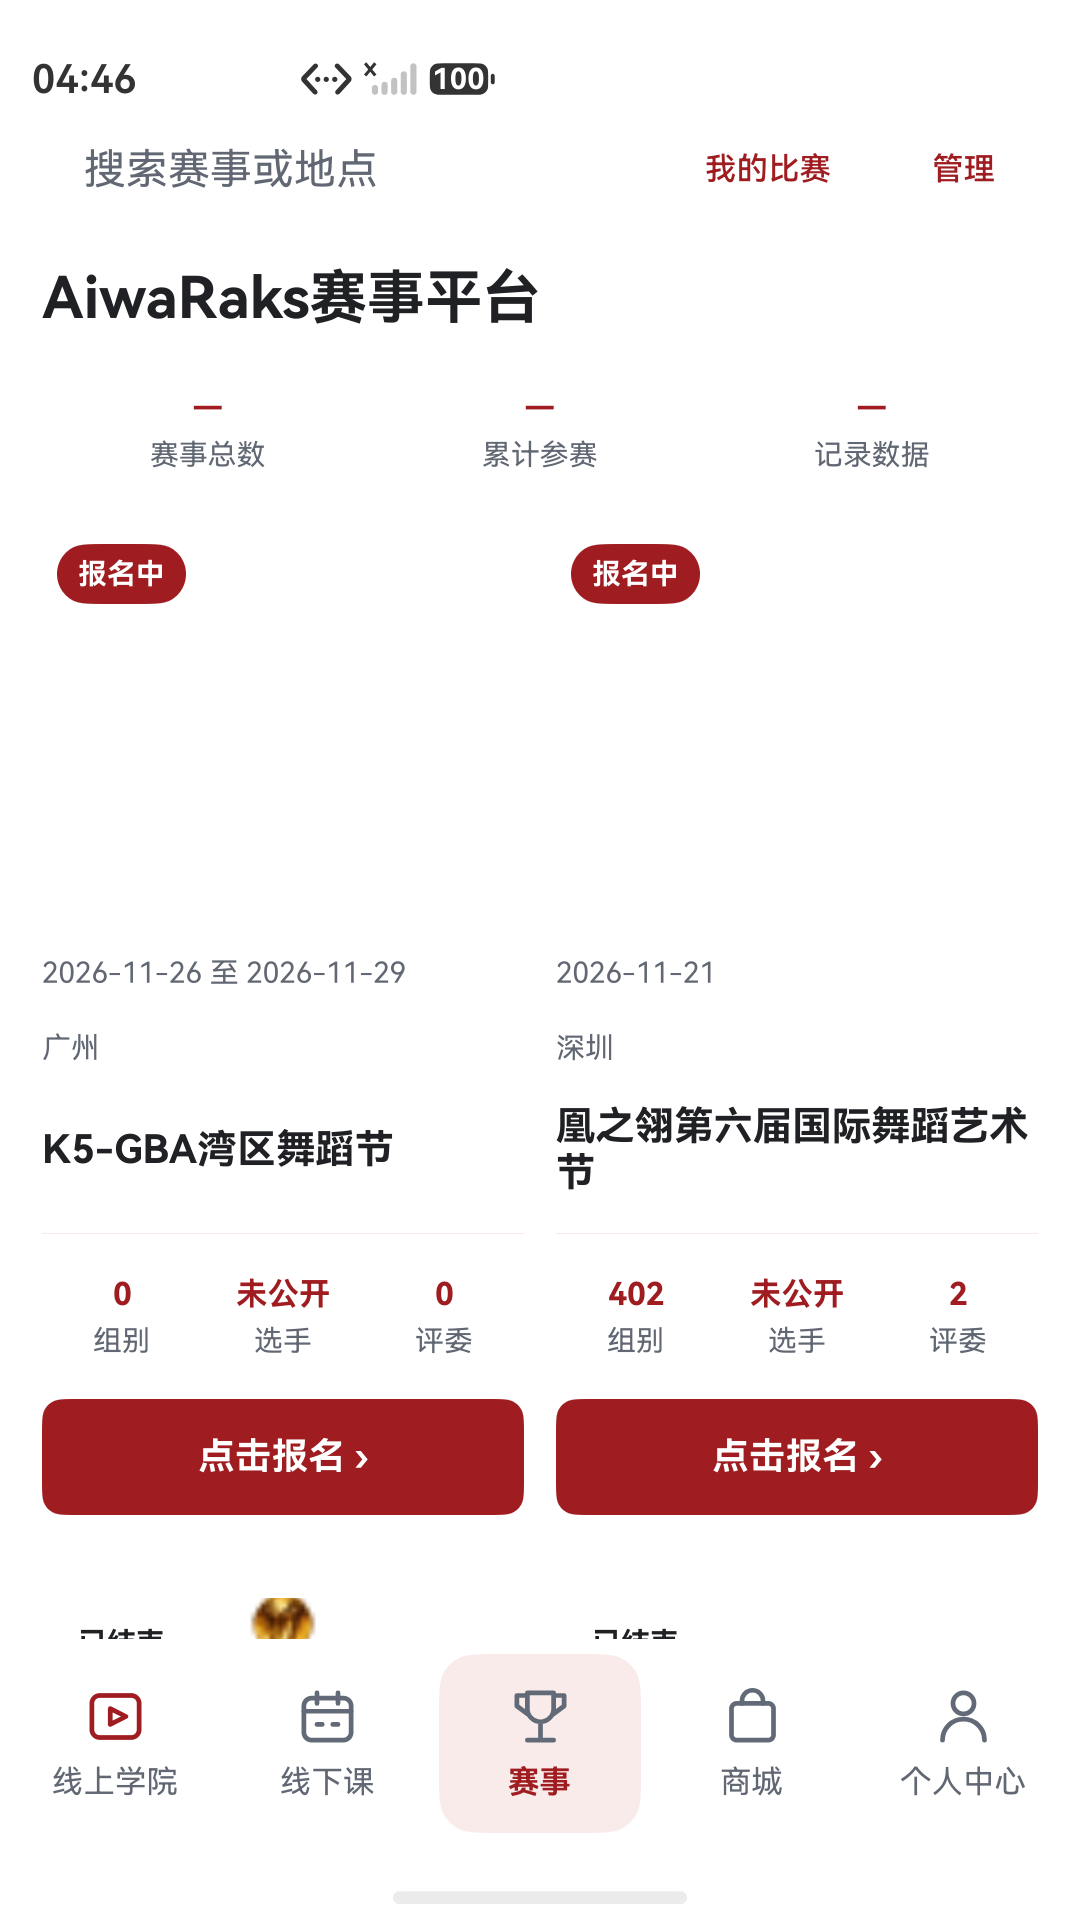 04:46
100
搜索赛事或地点
我的比赛
管理
AiwaRaks赛事平台
—
—
—
赛事总数
累计参赛
记录数据
报名中
报名中
2026-11-26 至 2026-11-29
广州
K5-GBA湾区舞蹈节
0
未公开
0
组别
选手
评委
点击报名 ›
2026-11-21
深圳
凰之翎第六届国际舞蹈艺术
节
402
未公开
2
组别
选手
评委
点击报名 ›
已结束
已结束
线上学院
线下课
赛事
商城
个人中心